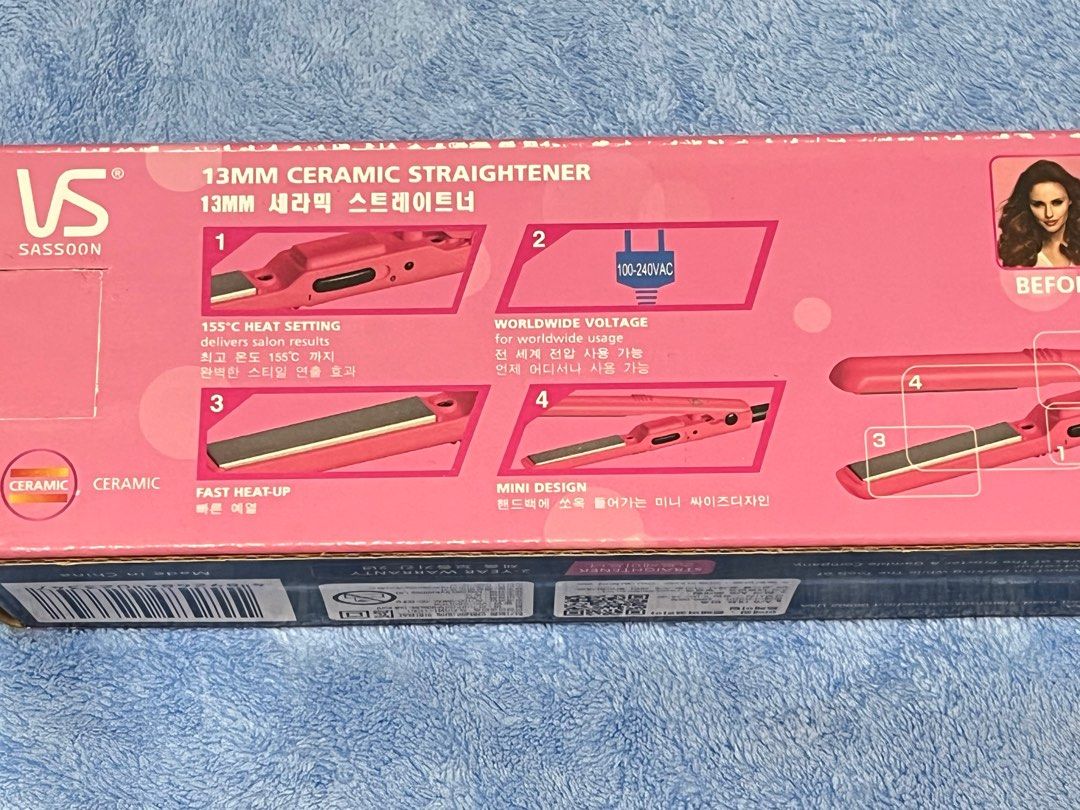 VS®
SASSOON
13MM CERAMIC STRAIGHTENER
13MM 세라믹 스트레이트너
1
155°C HEAT SETTING
delivers salon results
최고 온도 155℃ 까지
완벽한 스타일 연출 효과
2
100-240VAC
WORLDWIDE VOLTAGE
for worldwide usage
전 세계 전압 사용 가능
언제 어디서나 사용 가능
3
FAST HEAT-UP
빠른 예열
4
MINI DESIGN
핸드백에 쏘옥 들어가는 미니 싸이즈디자인
CERAMIC
CERAMIC
4
3
1
Made in China
2 YEAR WARRANTY
STRAIGHTENER